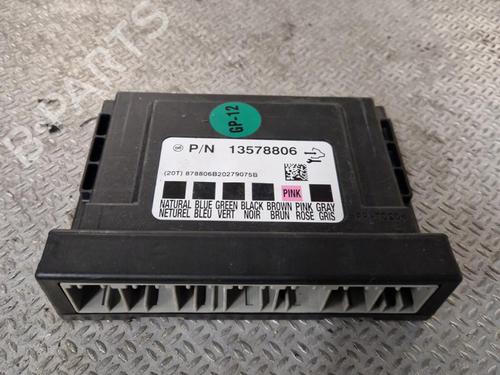 B-PARTS
GP-12
P/N 13578806
(20T) 878806B20279075B
PINK
NATURAL BLUE GREEN BLACK BROWN PINK GRAY
NETUREL BLEU VERT NOIR BRUN ROSE GRIS